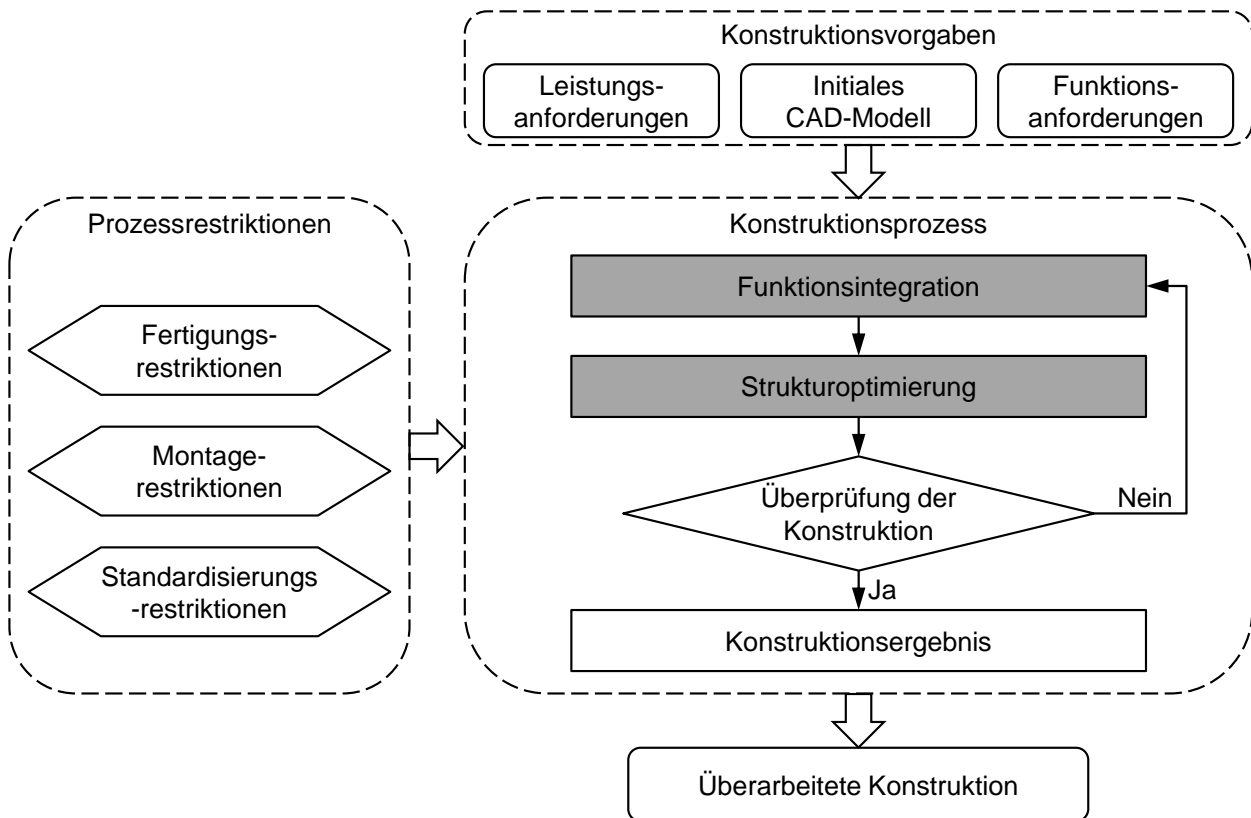 Konstruktionsvorgaben
Leistungs-
anforderungen
Initiales
CAD-Modell
Funktions-
anforderungen
Prozessrestriktionen
Fertigungs-
restriktionen
Montage-
restriktionen
Standardisierungs
-restriktionen
Konstruktionsprozess
Funktionsintegration
Strukturoptimierung
Überprüfung der
Konstruktion
Nein
Ja
Konstruktionsergebnis
Überarbeitete Konstruktion